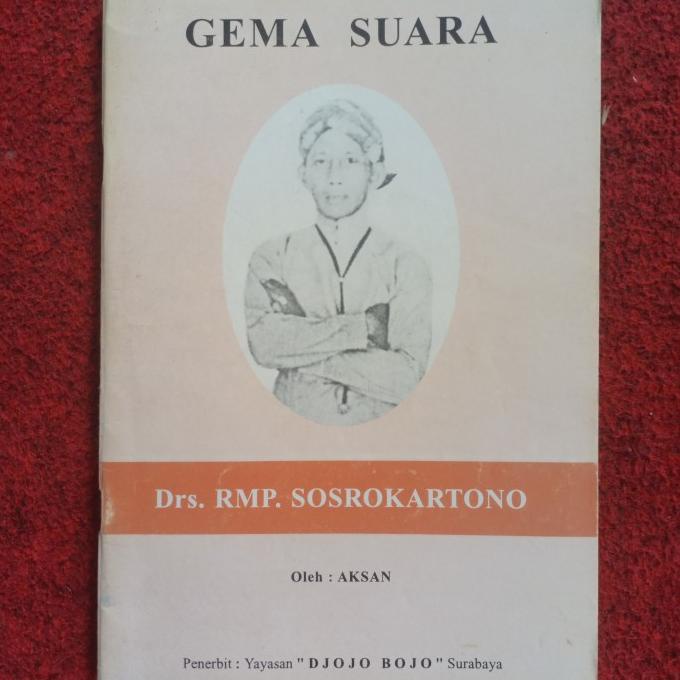 GEMA SUARA
Drs. RMP. SOSROKARTONO
Oleh : AKSAN
Penerbit : Yayasan "DJOJO BOJO" Surabaya